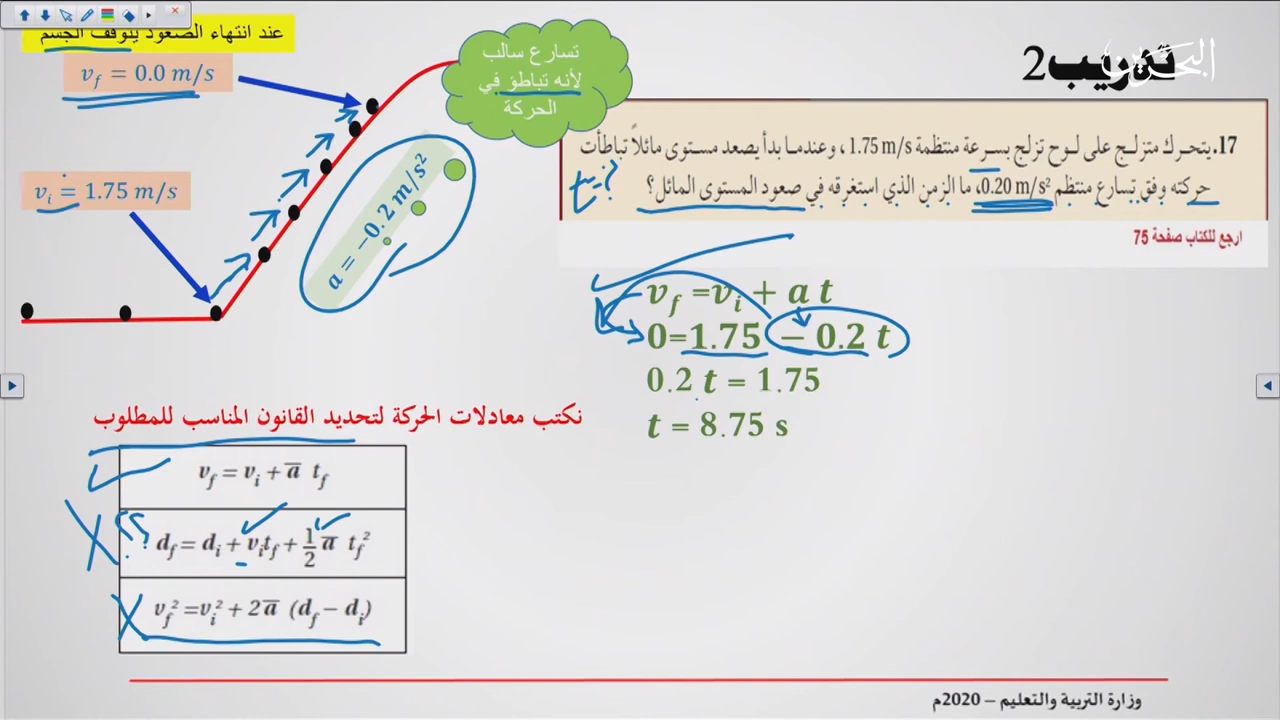 عند انتهاء الصعود يتوقف الجسم
v_f = 0.0 m/s
v_i = 1.75 m/s
تسارع سالب
لأنه تباطؤ في
الحركة
a = −0.2 m/s²
البحرين
تدريب2
17. يتحرك متزلج على لوح تزلج بسرعة منتظمة 1.75 m/s، وعندما بدأ يصعد مستوى مائلاً تباطأت
حركته وفق تسارع منتظم 0.20 m/s²، ما الزمن الذي استغرقه في صعود المستوى المائل؟
t=?
ارجع للكتاب صفحة 75
v_f =v_i + a t
0=1.75 − 0.2 t
0.2 t = 1.75
t = 8.75 s
نكتب معادلات الحركة لتحديد القانون المناسب للمطلوب
v_f = v_i + a̅ t_f
d_f = d_i + v_i t_f + 1/2 a̅ t_f²
v_f² =v_i² + 2a̅ (d_f − d_i)
وزارة التربية والتعليم – 2020م